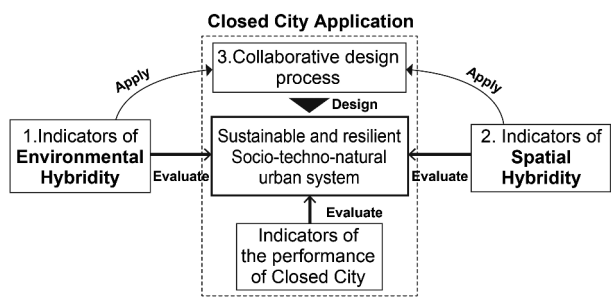 Closed City Application
3.Collaborative design
process
Apply
Apply
Design
1.Indicators of
Environmental
Hybridity
Sustainable and resilient
Socio-techno-natural
urban system
2. Indicators of
Spatial
Hybridity
Evaluate
Evaluate
Evaluate
Indicators of
the performance
of Closed City